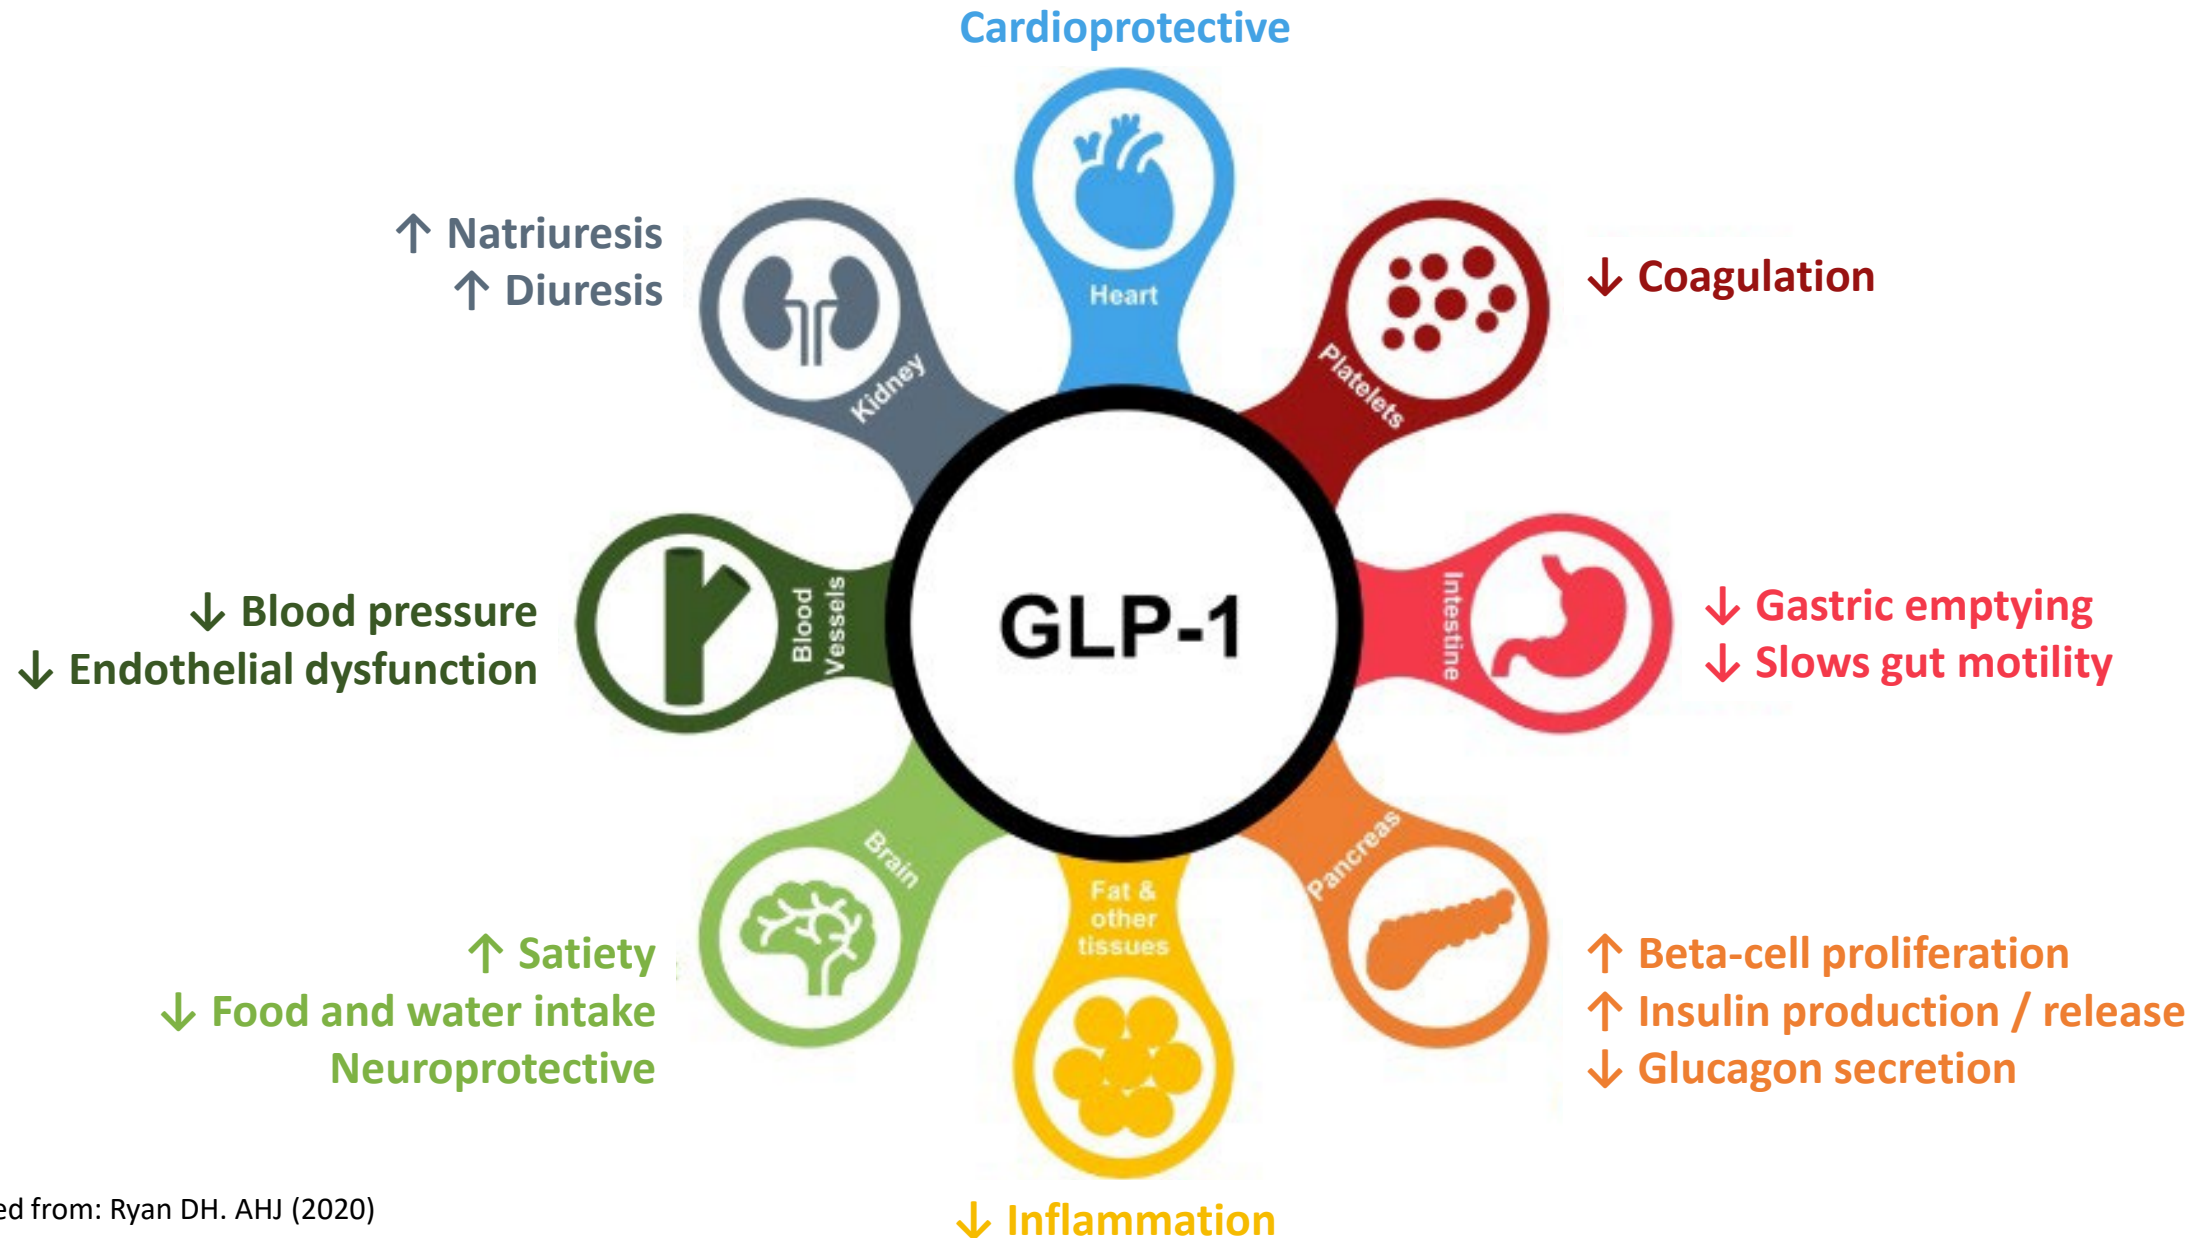 Cardioprotective
Heart
↑ Natriuresis
↑ Diuresis
Kidney
↓ Coagulation
Platelets
↓ Blood pressure
↓ Endothelial dysfunction
Blood
Vessels
GLP-1
Intestine
↓ Gastric emptying
↓ Slows gut motility
Brain
↑ Satiety
↓ Food and water intake
Neuroprotective
Fat &
other
tissues
↓ Inflammation
Pancreas
↑ Beta-cell proliferation
↑ Insulin production / release
↓ Glucagon secretion
ed from: Ryan DH. AHJ (2020)